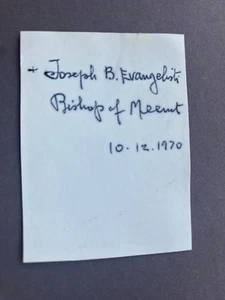 + Joseph B. Evangelisti
Bishop of Meerut
10.12.1970